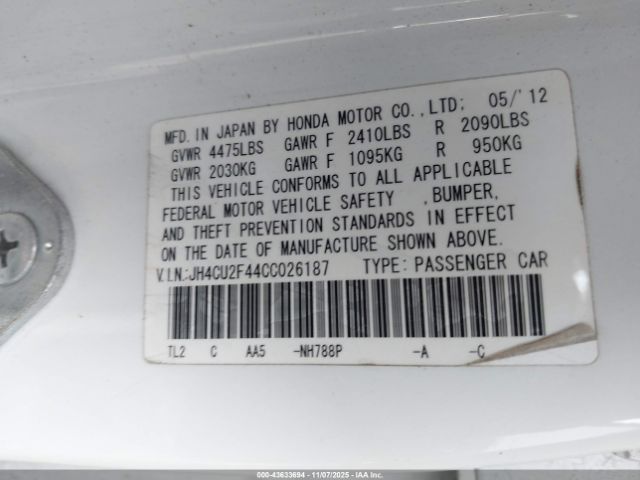 MFD. IN JAPAN BY HONDA MOTOR CO., LTD: 05/'12
GVWR 4475LBS GAWR F 2410LBS R 2090LBS
GVWR 2030KG GAWR F 1095KG R 950KG
THIS VEHICLE CONFORMS TO ALL APPLICABLE
FEDERAL MOTOR VEHICLE SAFETY ,BUMPER,
AND THEFT PREVENTION STANDARDS IN EFFECT
ON THE DATE OF MANUFACTURE SHOWN ABOVE.
V.I.N.:JH4CU2F44CC026187 TYPE: PASSENGER CAR
TL2 C AA5 -NH788P -A -C
000-43633694 - 11/07/2025 - IAA Inc.